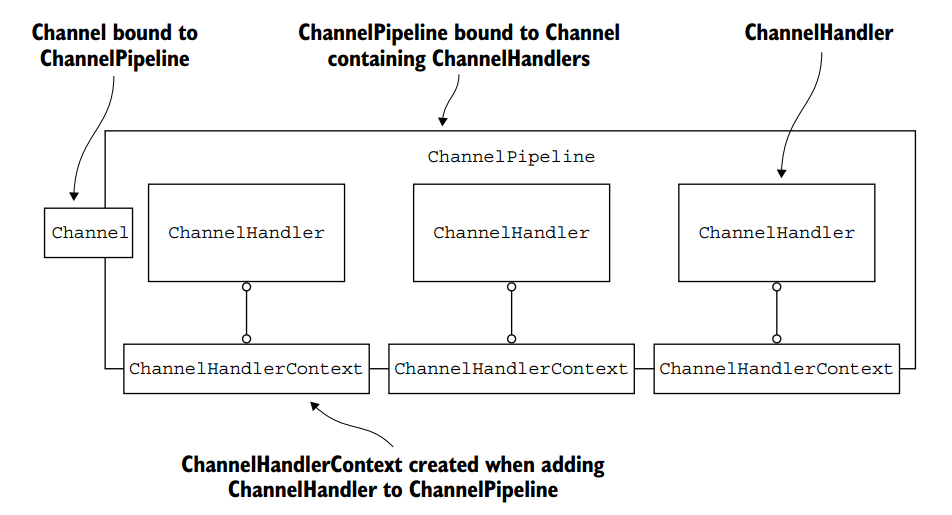 Channel bound to
ChannelPipeline
ChannelPipeline bound to Channel
containing ChannelHandlers
ChannelHandler
ChannelPipeline
Channel
ChannelHandler
ChannelHandler
ChannelHandler
ChannelHandlerContext
ChannelHandlerContext
ChannelHandlerContext
ChannelHandlerContext created when adding
ChannelHandler to ChannelPipeline